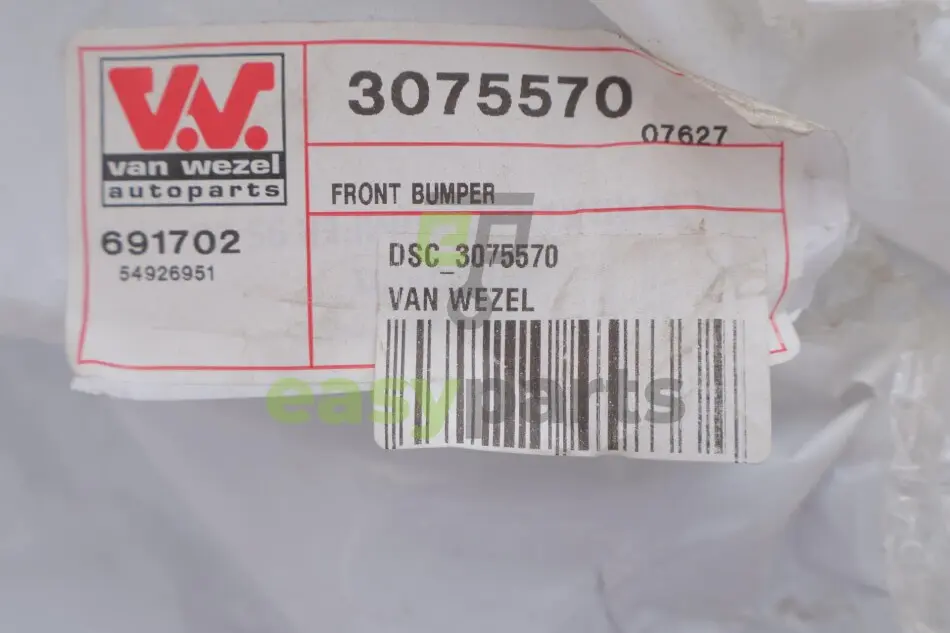 V.V.
van wezel
autoparts
691702
54926951
3075570
07627
FRONT BUMPER
DSC_3075570
VAN WEZEL
easyparts